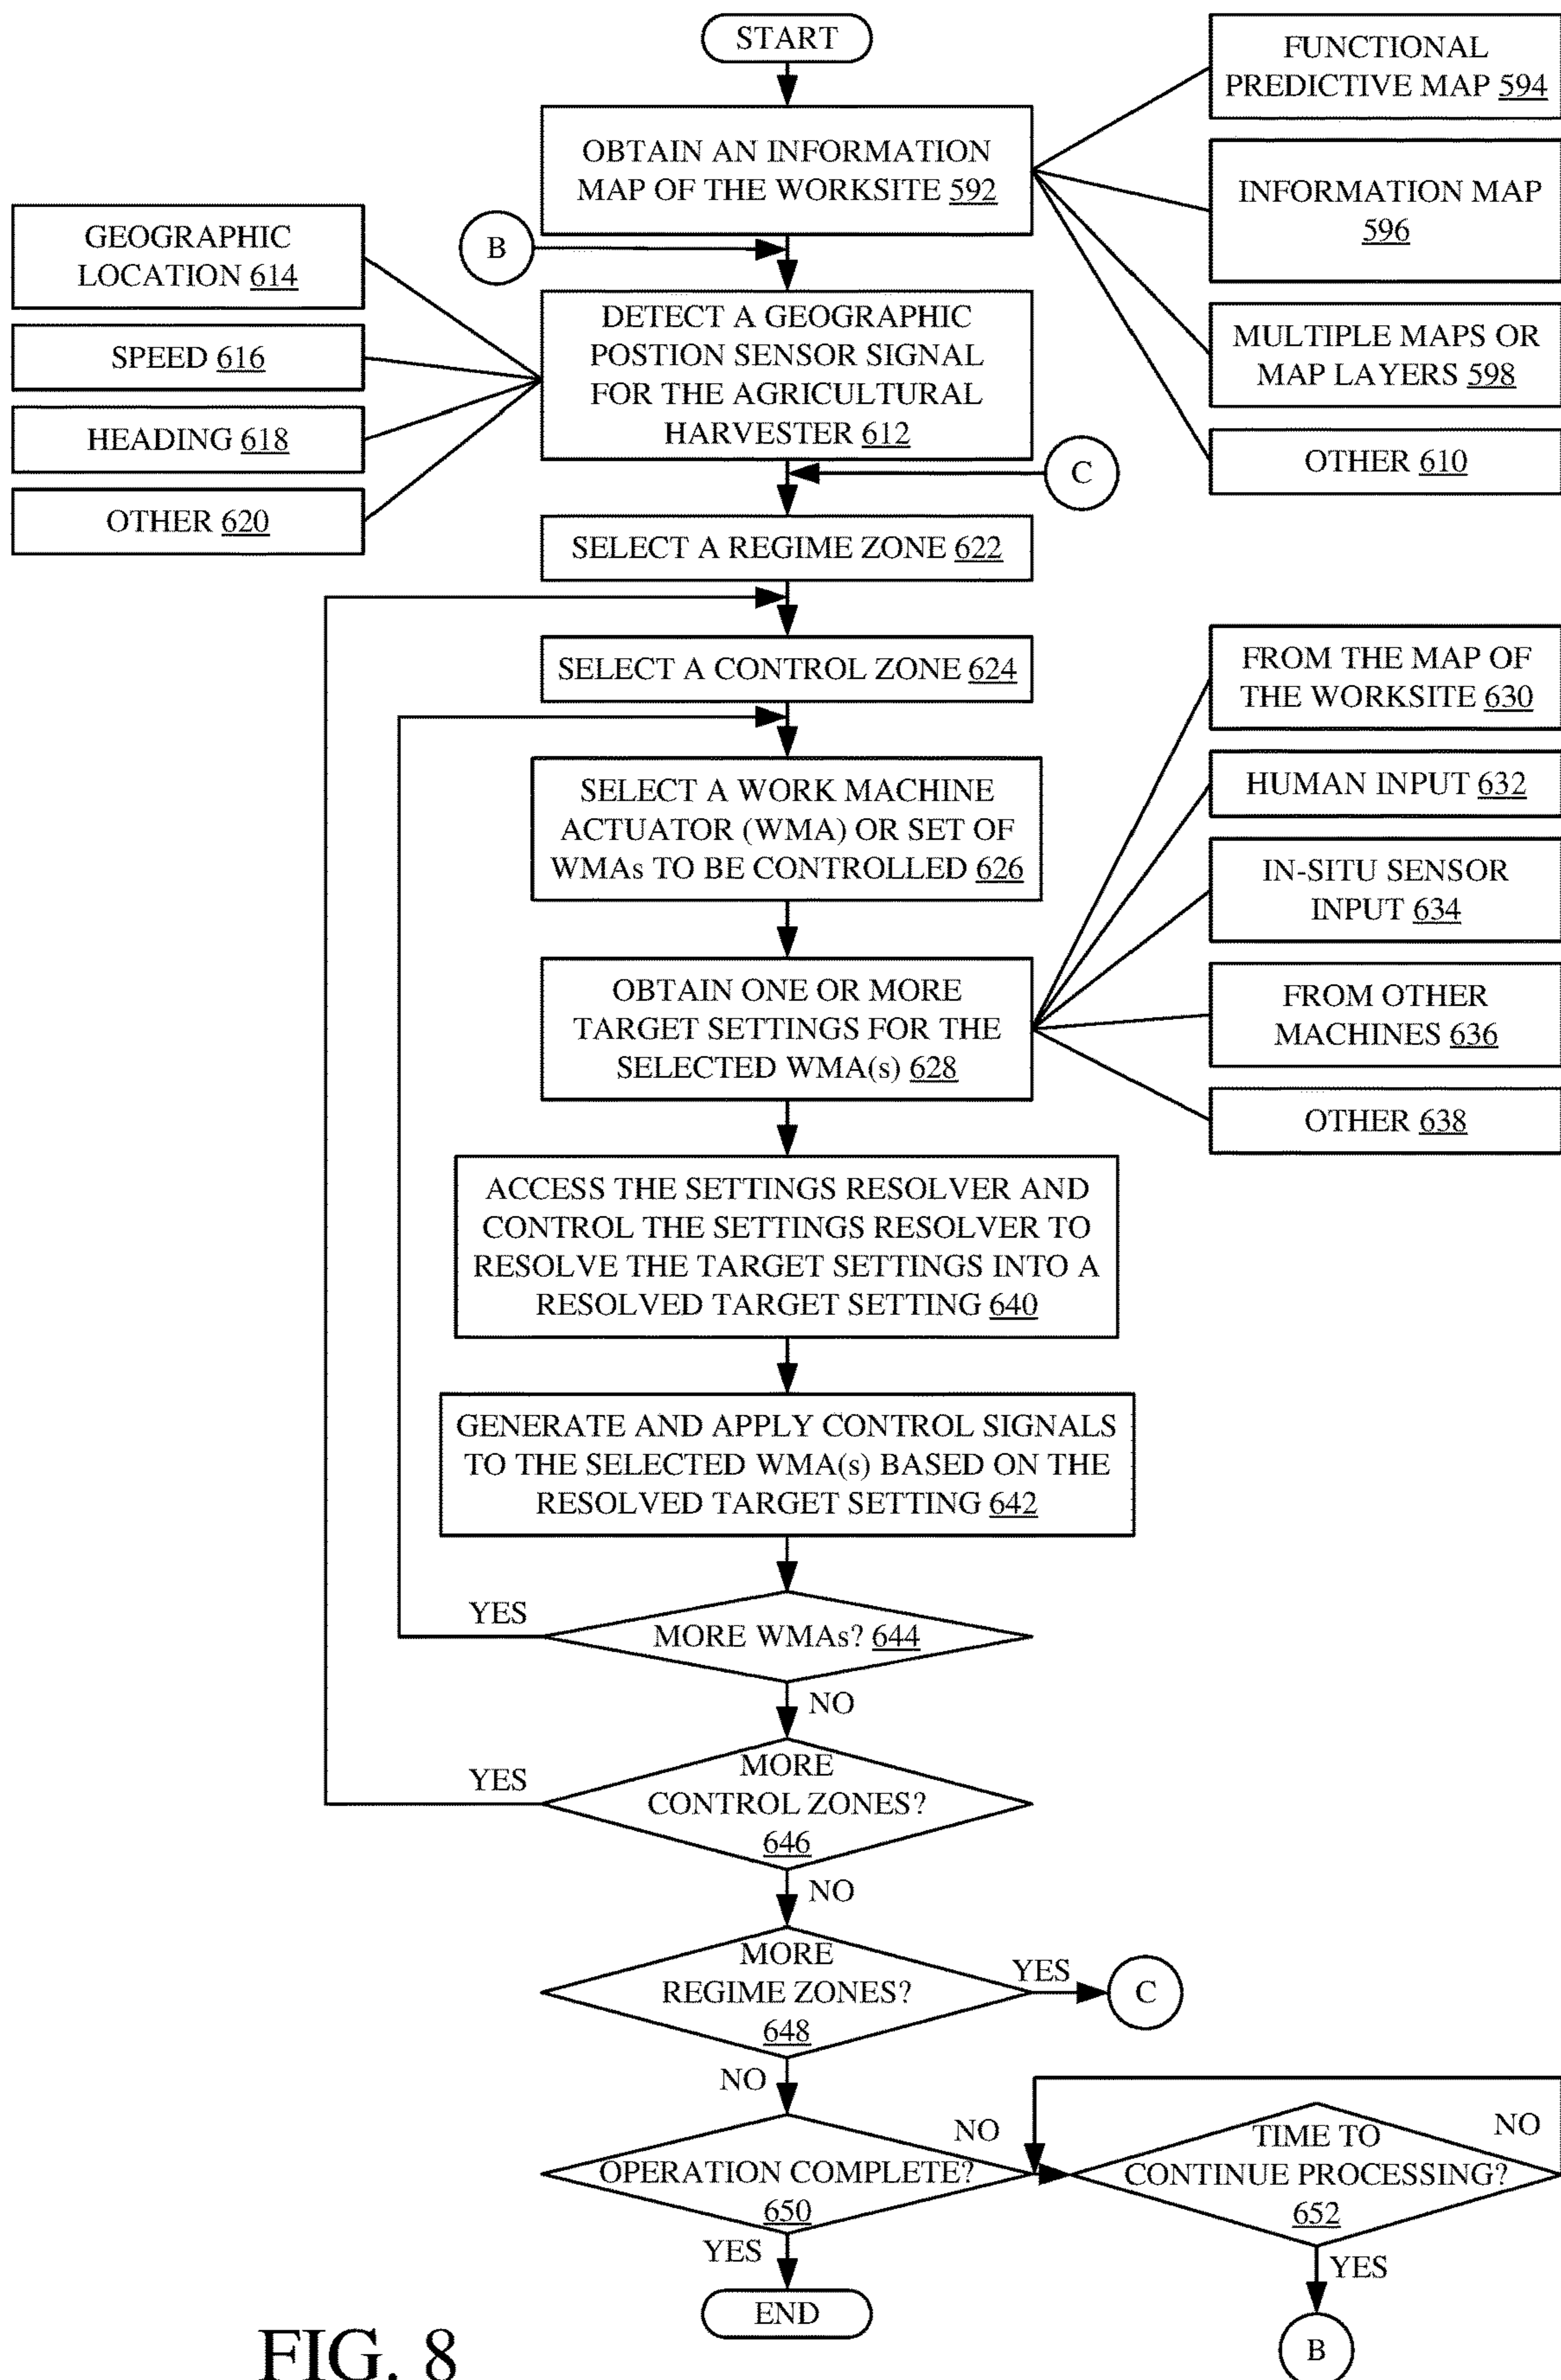 START
FUNCTIONAL
PREDICTIVE MAP 594
OBTAIN AN INFORMATION
MAP OF THE WORKSITE 592
INFORMATION MAP
596
MULTIPLE MAPS OR
MAP LAYERS 598
OTHER 610
B
GEOGRAPHIC
LOCATION 614
SPEED 616
HEADING 618
OTHER 620
DETECT A GEOGRAPHIC
POSTION SENSOR SIGNAL
FOR THE AGRICULTURAL
HARVESTER 612
C
SELECT A REGIME ZONE 622
SELECT A CONTROL ZONE 624
SELECT A WORK MACHINE
ACTUATOR (WMA) OR SET OF
WMAs TO BE CONTROLLED 626
OBTAIN ONE OR MORE
TARGET SETTINGS FOR THE
SELECTED WMA(s) 628
FROM THE MAP OF
THE WORKSITE 630
HUMAN INPUT 632
IN-SITU SENSOR
INPUT 634
FROM OTHER
MACHINES 636
OTHER 638
ACCESS THE SETTINGS RESOLVER AND
CONTROL THE SETTINGS RESOLVER TO
RESOLVE THE TARGET SETTINGS INTO A
RESOLVED TARGET SETTING 640
GENERATE AND APPLY CONTROL SIGNALS
TO THE SELECTED WMA(s) BASED ON THE
RESOLVED TARGET SETTING 642
YES
MORE WMAs? 644
NO
YES
MORE
CONTROL ZONES?
646
NO
MORE
REGIME ZONES?
648
YES
C
NO
OPERATION COMPLETE?
650
NO
TIME TO
CONTINUE PROCESSING?
652
NO
YES
END
YES
B
FIG. 8